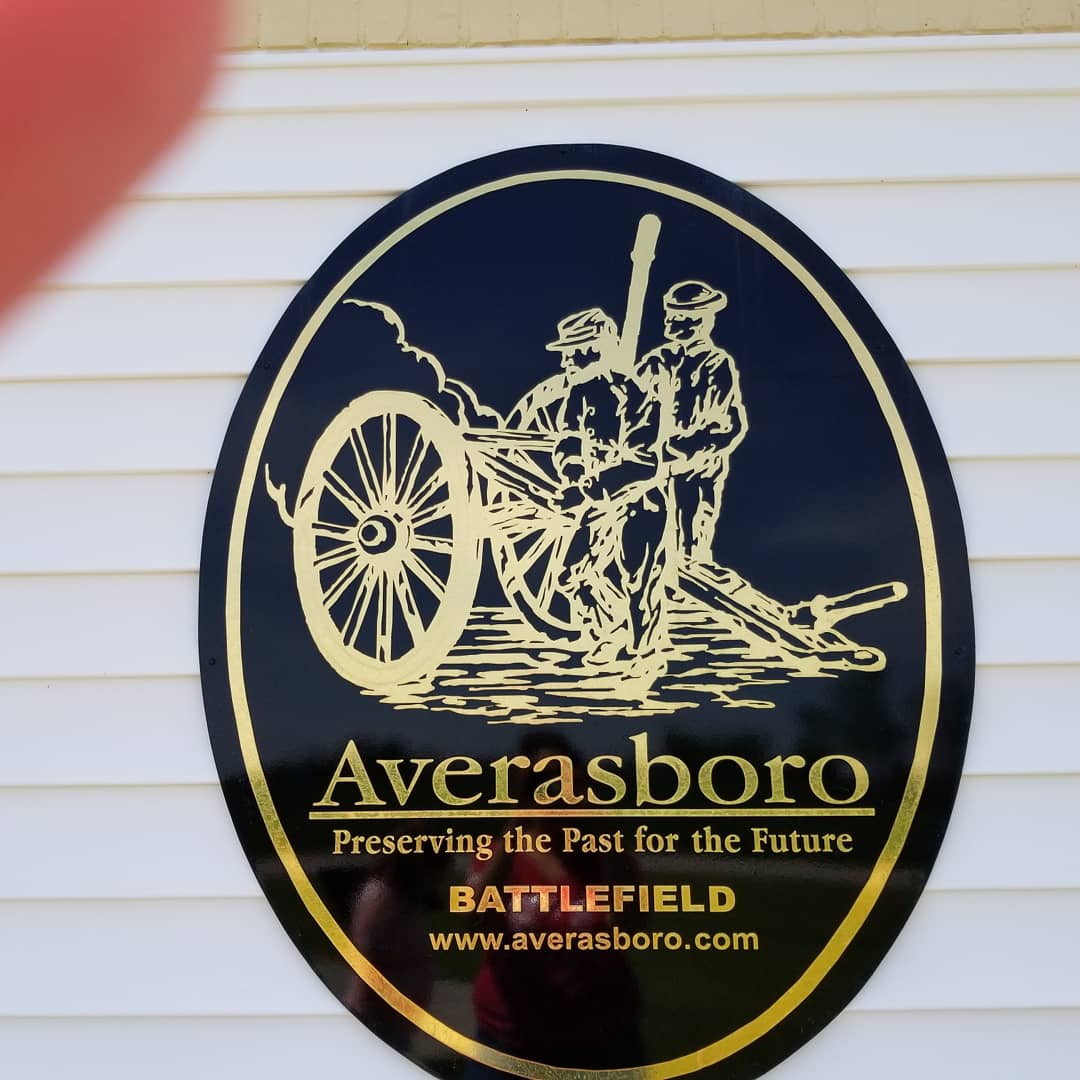 Averasboro
Preserving the Past for the Future
BATTLEFIELD
www.averasboro.com